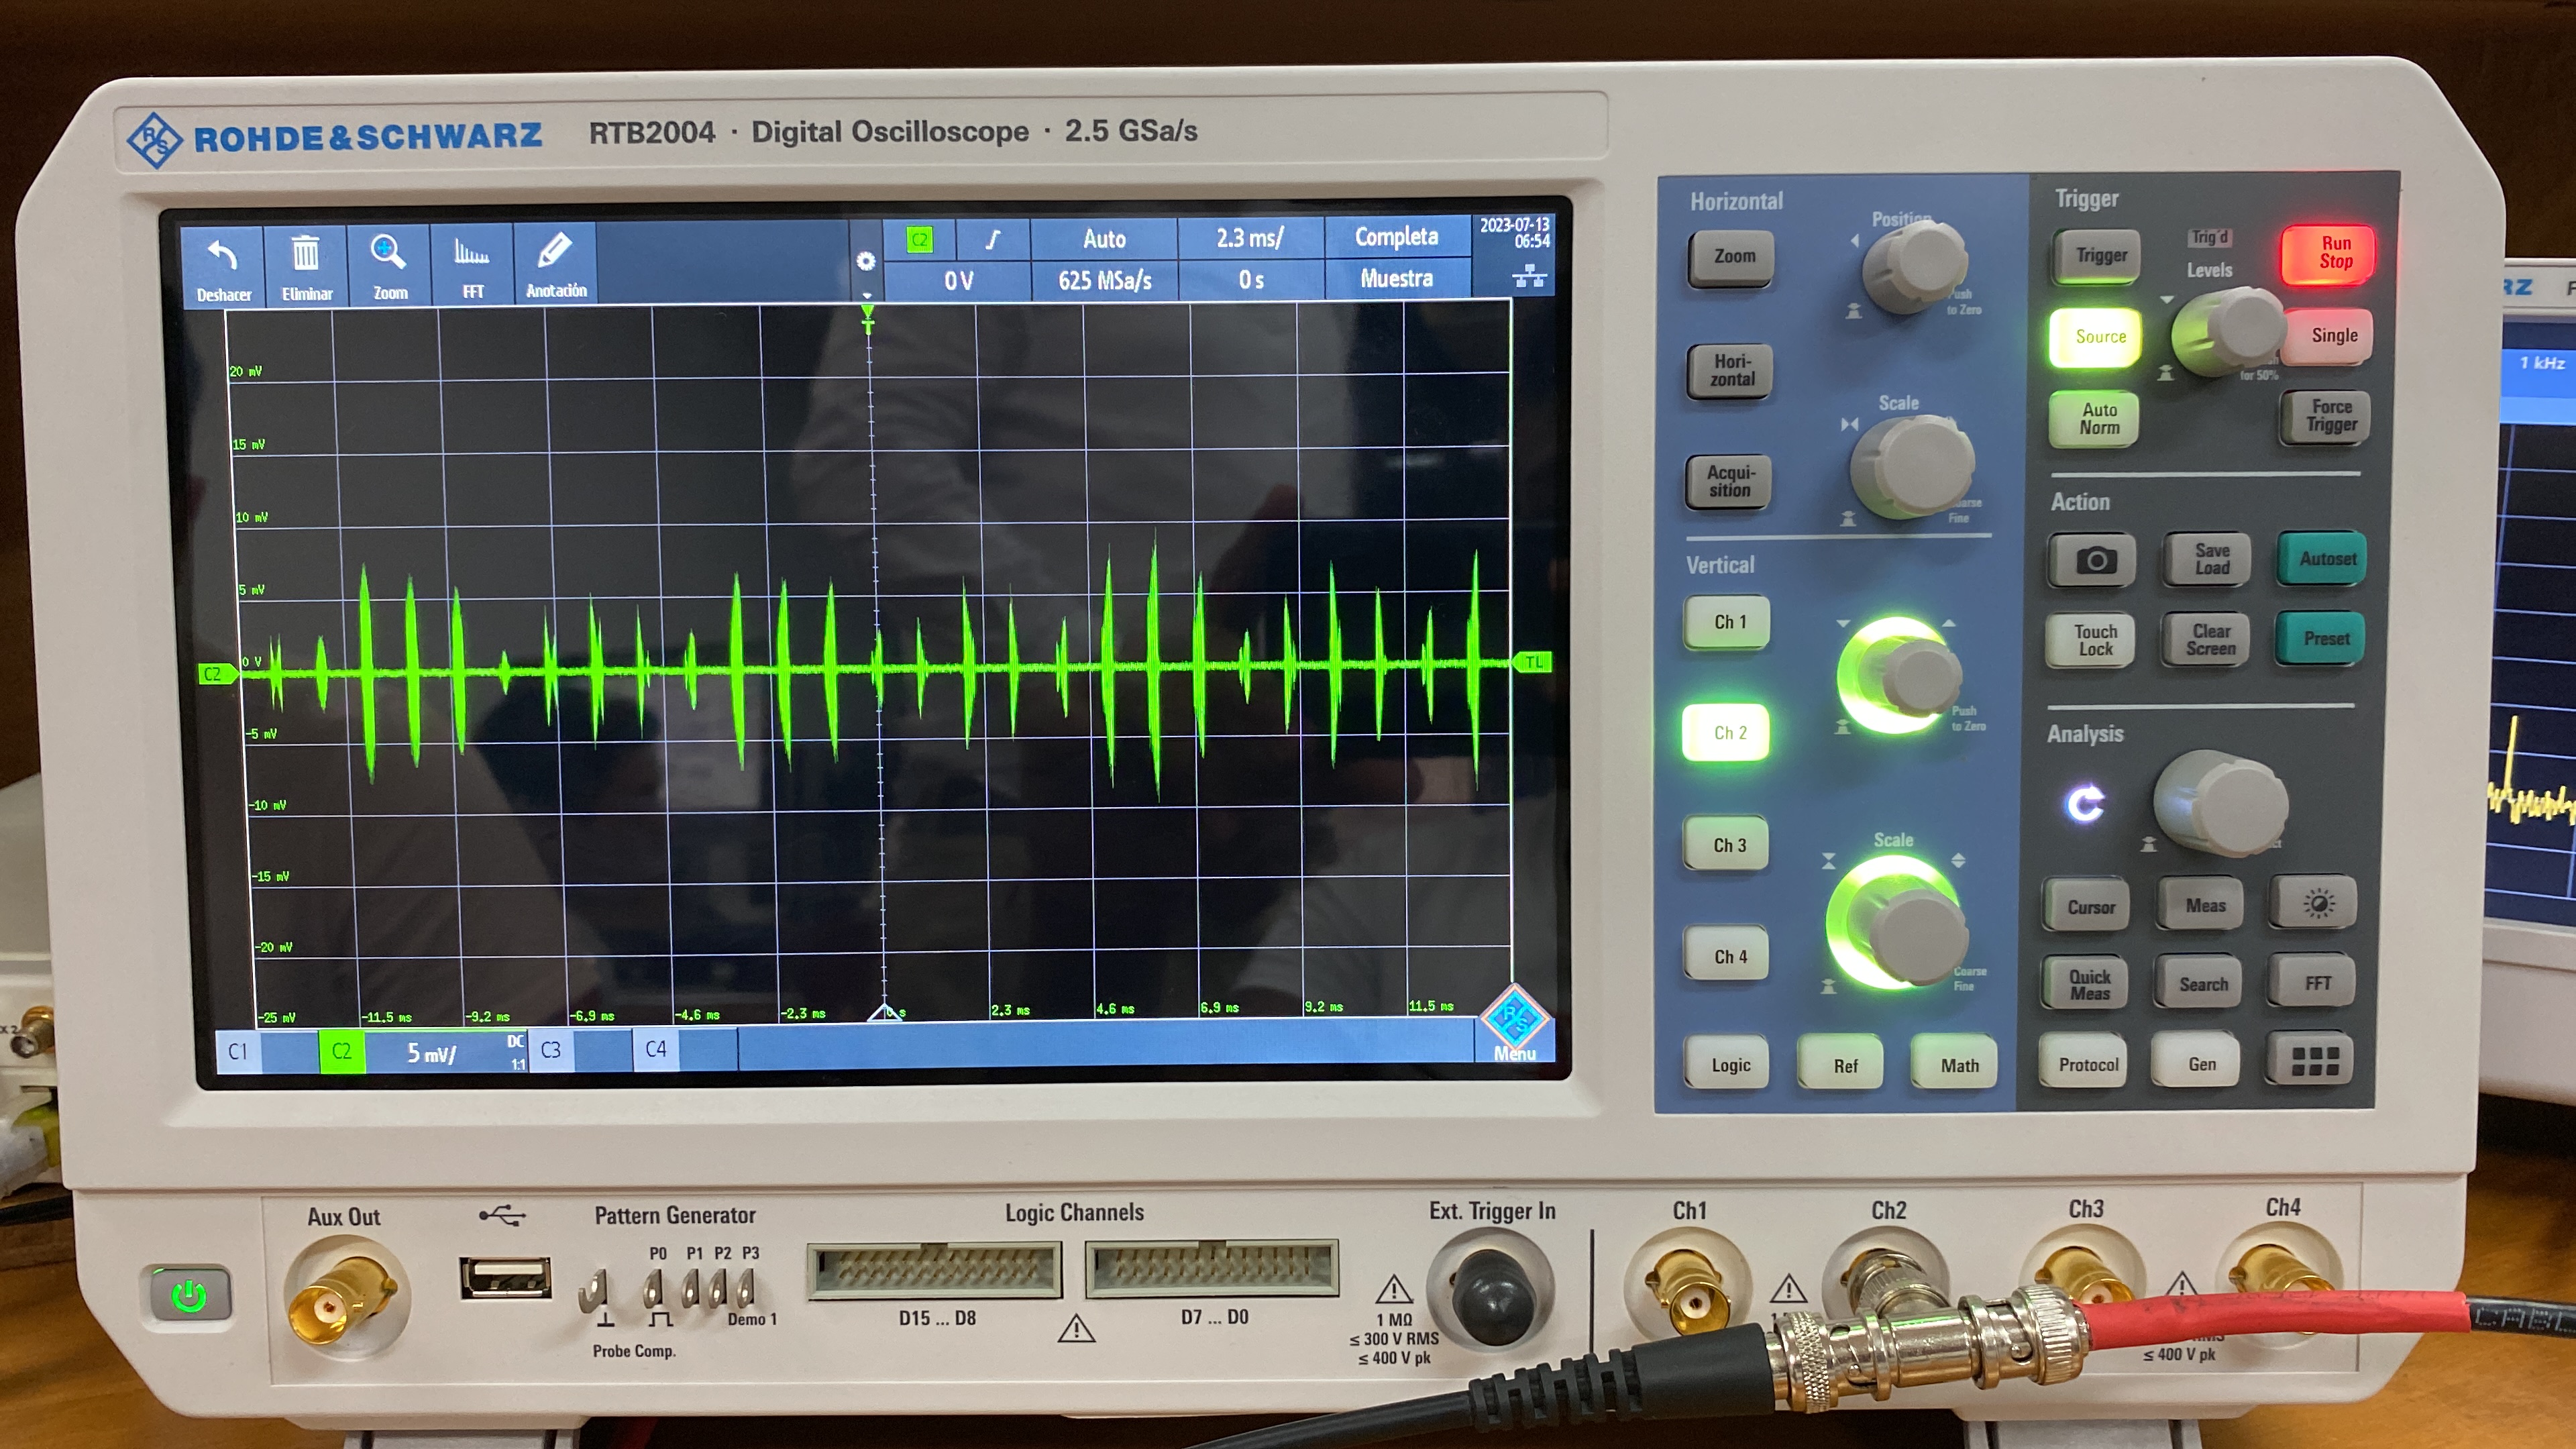 ROHDE&SCHWARZ RTB2004 · Digital Oscilloscope · 2.5 GSa/s
Deshacer Eliminar Zoom FFT Anotación
C2 Auto 2.3 ms/ Completa 2023-07-13
06:54
0 V 625 MSa/s 0 s Muestra
T
20 mV
15 mV
10 mV
5 mV
0 V
C2 TL
-5 mV
-10 mV
-15 mV
-20 mV
-25 mV -11.5 ms -9.2 ms -6.9 ms -4.6 ms -2.3 ms 0 s 2.3 ms 4.6 ms 6.9 ms 9.2 ms 11.5 ms
C1 C2 5 mV/ DC
1:1 C3 C4 R/S Menu
Horizontal
Position
Zoom
Push
to Zero
Hori-
zontal
Scale
Acqui-
sition
Fine
Vertical
Ch 1
Ch 2
Push
to Zero
Ch 3
Scale
Ch 4
Coarse
Fine
Logic Ref Math
Trigger
Trigger
Trig'd
Levels
Run
Stop
Source
Single
for 50%
Auto
Norm
Force
Trigger
Action
Save
Load
Autoset
Touch
Lock
Clear
Screen
Preset
Analysis
Cursor Meas
Quick
Meas
Search FFT
Protocol Gen
Aux Out
Pattern Generator
P0 P1 P2 P3
Demo 1
Probe Comp.
Logic Channels
D15 ... D8 D7 ... D0
Ext. Trigger In
1 MΩ
≤ 300 V RMS
≤ 400 V pk
Ch1 Ch2 Ch3 Ch4
≤ 400 V pk
RZ
1 kHz